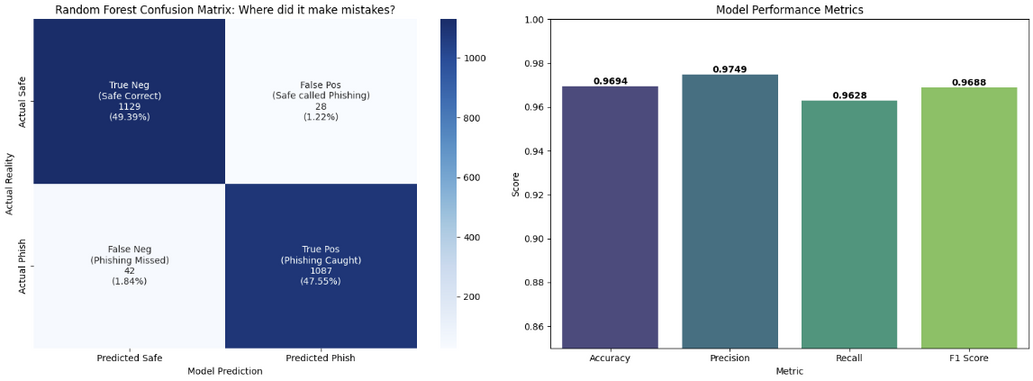 Random Forest Confusion Matrix: Where did it make mistakes?
Actual Reality
Actual Safe
Actual Phish
True Neg
(Safe Correct)
1129
(49.39%)
False Pos
(Safe called Phishing)
28
(1.22%)
False Neg
(Phishing Missed)
42
(1.84%)
True Pos
(Phishing Caught)
1087
(47.55%)
Predicted Safe
Predicted Phish
Model Prediction
1000
800
600
400
200
Model Performance Metrics
Score
1.00
0.98
0.96
0.94
0.92
0.90
0.88
0.86
0.9694
0.9749
0.9628
0.9688
Accuracy
Precision
Recall
F1 Score
Metric